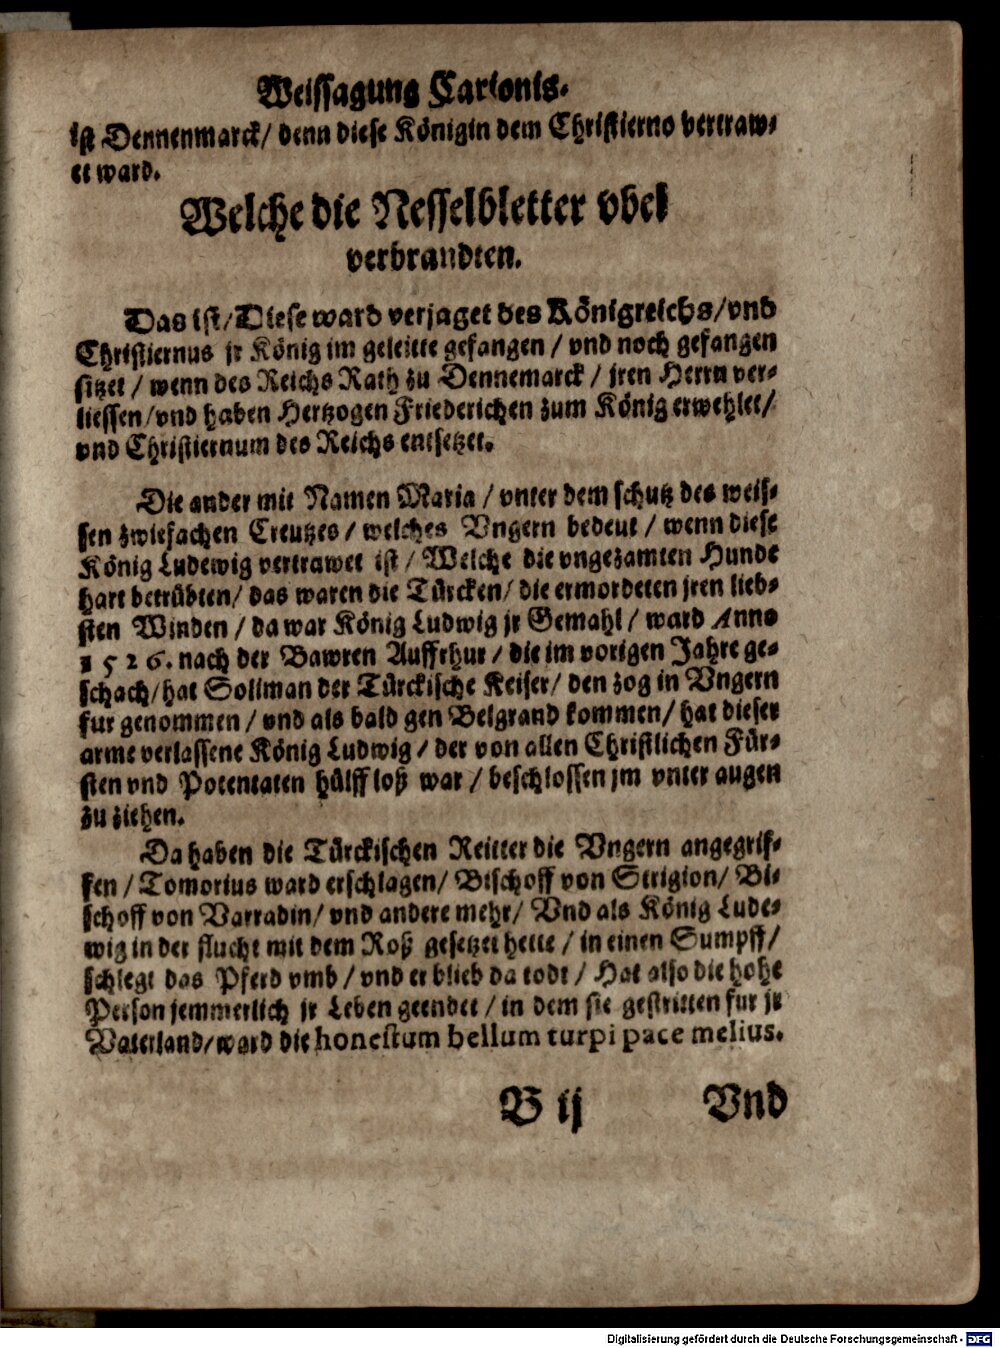 Weissagung Carionis.
ist Dennenmarck/ denn diese Königin dem Christierno vertraw-
et ward.
Welche die Nesselbletter vbel
verbrandten.
Das ist/ Diese ward verjaget des Königreichs/ vnd
Christiernus jr König im geleitte gefangen / vnd noch gefangen
sitzet / wenn des Reichs Rath zu Dennemarck / jren Herrn ver-
liessen/ vnd haben Hertzogen Friederichen zum König erwehlet/
vnd Christiernum des Reichs entsetzet.
Die ander mit Namen Maria / vnter dem schutz des weis-
sen zwiefachen Creutzes / welches Vngern bedeut / wenn diese
König Ludewig vertrawet ist / Welche die vngezamten Hunde
hart betrübten/ das waren die Türcken/ die ermordeten jren lieb-
sten Winden / da war König Ludwig jr Gemahl / ward Anno
1526. nach der Bawren Auffrhur / die im vorigen Jahre ge-
schach/ hat Soliman der Türckische Keiser/ den zog in Vngern
fur genommen / vnd als bald gen Belgrand kommen/ hat dieser
arme verlassene König Ludwig / der von allen Christlichen Für-
sten vnd Potentaten hülff loß war / beschlossen jm vnter augen
zu ziehen.
Da haben die Türckischen Reitter die Vngern angegrif-
fen / Tomorius ward erschlagen/ Bischoff von Strigion/ Bi-
schoff von Varradin/ vnd andere mehr/ Vnd als König Lude-
wig in der flucht mit dem Roß gesetzet hette / in einen Sumpff/
schlegt das Pferd vmb / vnd er blieb da todt / Hat also die hohe
Person jemmerlich jr Leben geendet / in dem sie gestritten fur jr
Vaterland/ ward die honestum bellum turpi pace melius.
B ij Vnd
Digitalisierung gefördert durch die Deutsche Forschungsgemeinschaft - DFG